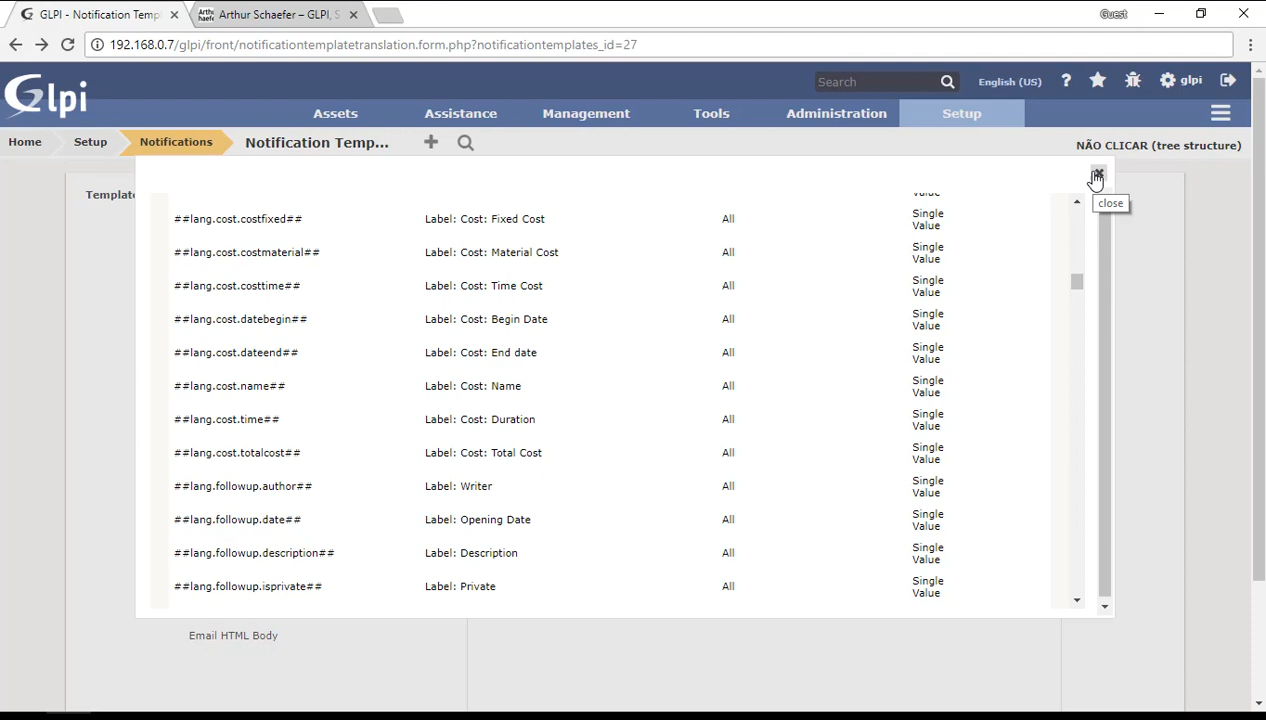 GLPI - Notification Temp
Arthur Schaefer – GLPI, S
Guest
192.168.0.7/glpi/front/notificationtemplatetranslation.form.php?notificationtemplates_id=27
Glpi
Search
English (US)
?
glpi
Assets
Assistance
Management
Tools
Administration
Setup
Home
Setup
Notifications
Notification Temp...
NÃO CLICAR (tree structure)
Template
close
Value
##lang.cost.costfixed## Label: Cost: Fixed Cost All Single Value
##lang.cost.costmaterial## Label: Cost: Material Cost All Single Value
##lang.cost.costtime## Label: Cost: Time Cost All Single Value
##lang.cost.datebegin## Label: Cost: Begin Date All Single Value
##lang.cost.dateend## Label: Cost: End date All Single Value
##lang.cost.name## Label: Cost: Name All Single Value
##lang.cost.time## Label: Cost: Duration All Single Value
##lang.cost.totalcost## Label: Cost: Total Cost All Single Value
##lang.followup.author## Label: Writer All Single Value
##lang.followup.date## Label: Opening Date All Single Value
##lang.followup.description## Label: Description All Single Value
##lang.followup.isprivate## Label: Private All Single Value
Email HTML Body